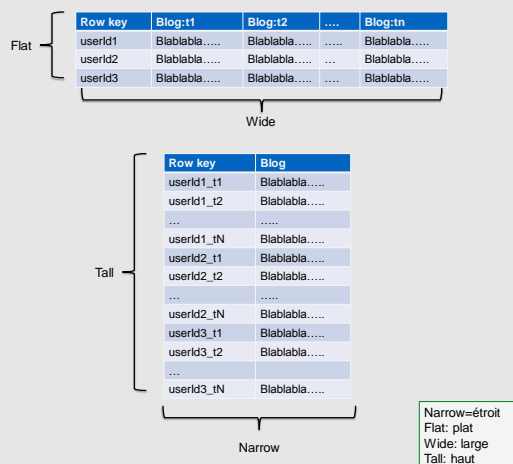 Row key Blog:t1 Blog:t2 .... Blog:tn
userId1 Blablabla..... Blablabla..... ..... Blablabla.....
userId2 Blablabla..... Blablabla..... ... Blablabla.....
userId3 Blablabla..... Blablabla..... .... Blablabla.....
Flat
Wide
Row key Blog
userId1_t1 Blablabla.....
userId1_t2 Blablabla.....
... .....
userId1_tN Blablabla.....
userId2_t1 Blablabla.....
userId2_t2 Blablabla.....
... .....
userId2_tN Blablabla.....
userId3_t1 Blablabla.....
userId3_t2 Blablabla.....
...
userId3_tN Blablabla.....
Tall
Narrow
Narrow=étroit
Flat: plat
Wide: large
Tall: haut